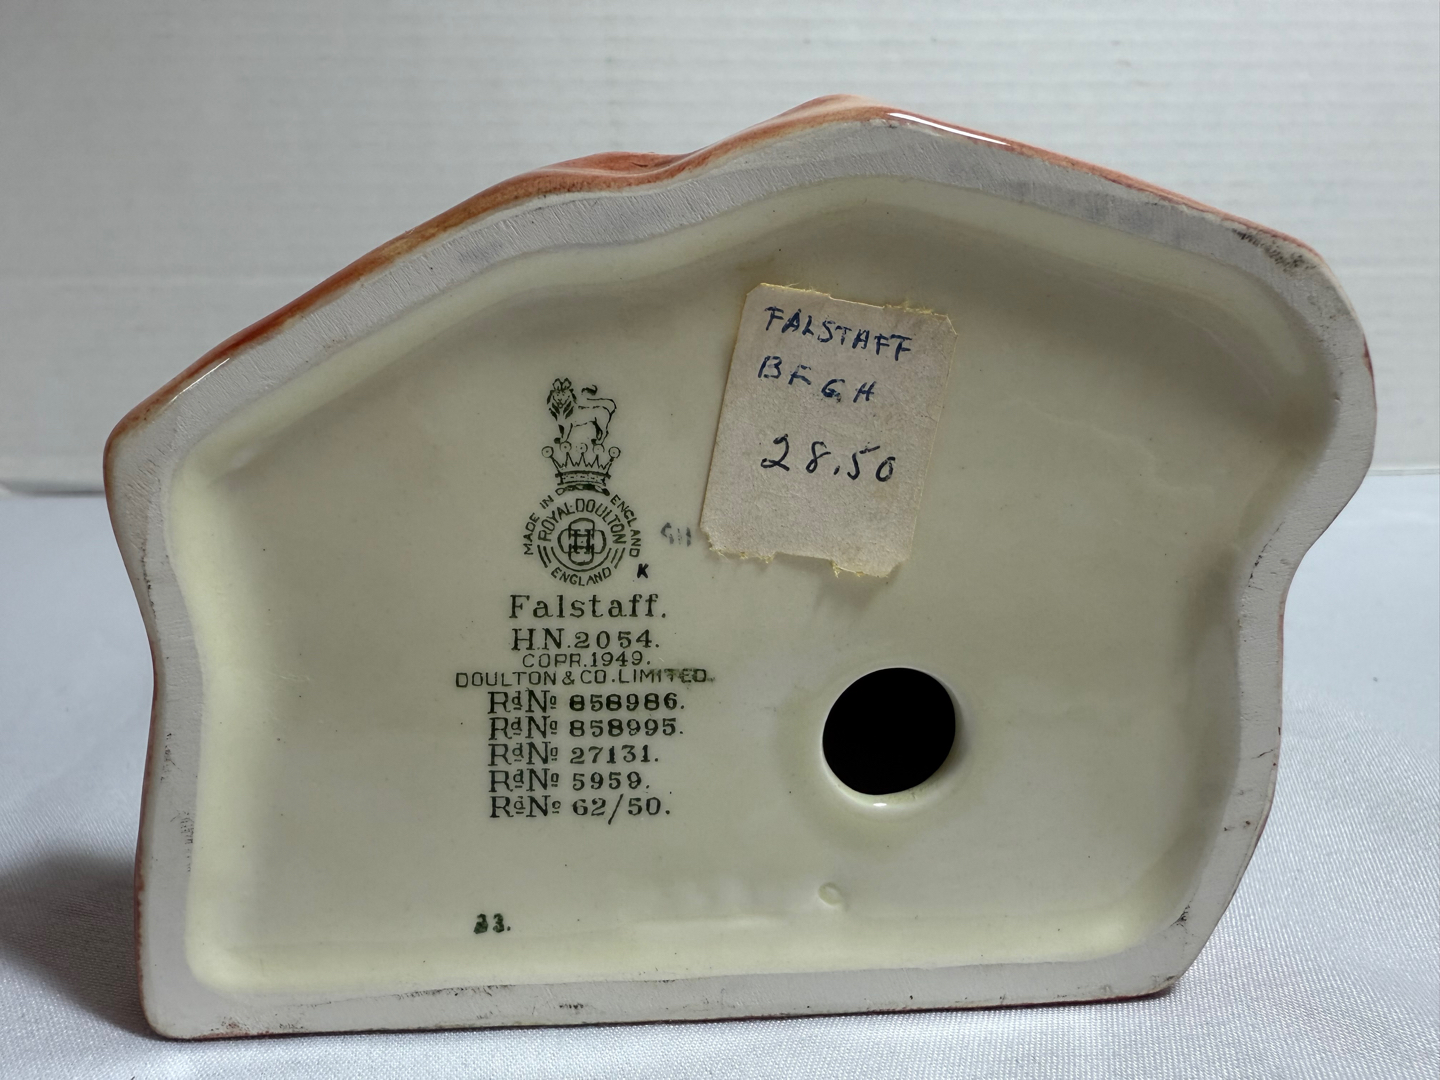 FALSTAFF
28.50
MADE IN ENGLAND
ROYAL DOULTON
ENGLAND
K
Falstaff.
H.N.2054.
COPR.1949.
DOULTON & CO. LIMITED.
RdNo 858986.
RdNo 858995.
RdNo 27131.
RdNo 5959.
RdNo 62/50.
33.